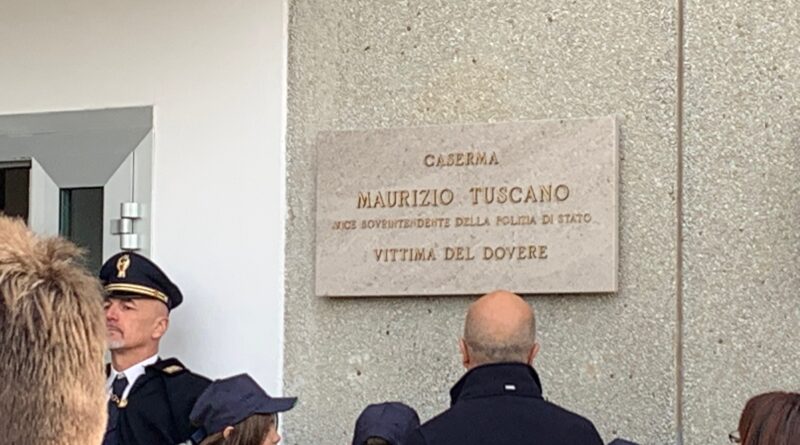 CASERMA
MAURIZIO TUSCANO
VICE SOVRINTENDENTE DELLA POLIZIA DI STATO
VITTIMA DEL DOVERE